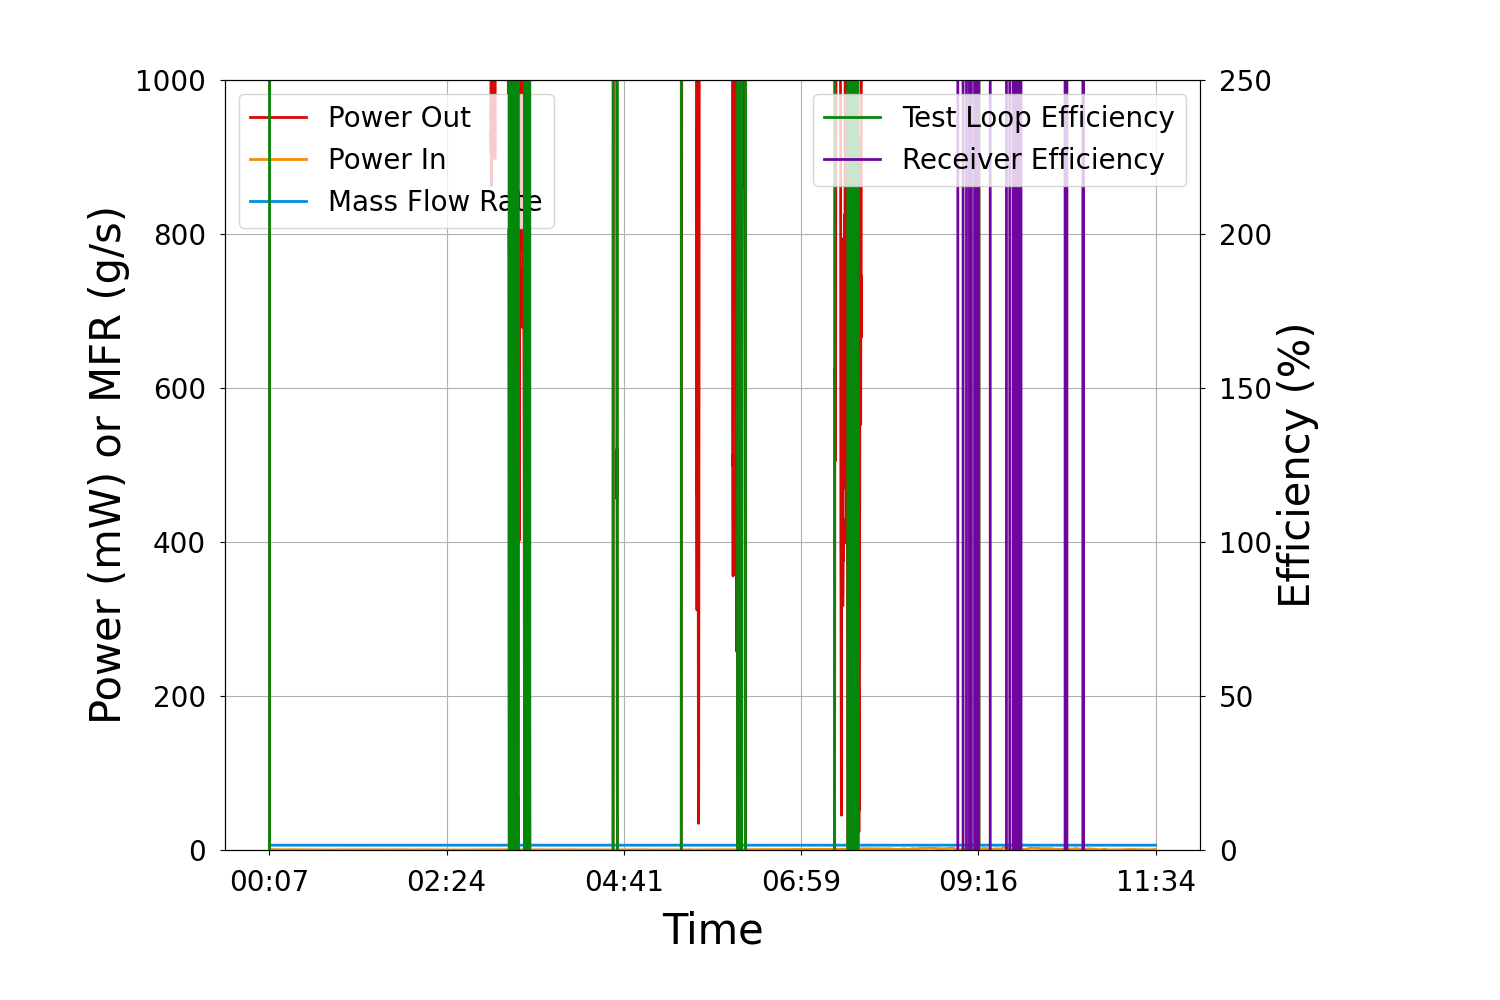 1000
800
600
400
200
0
Power (mW) or MFR (g/s)
Power Out
Power In
Mass Flow Rate
Test Loop Efficiency
Receiver Efficiency
250
200
150
100
50
0
Efficiency (%)
00:07 02:24 04:41 06:59 09:16 11:34
Time